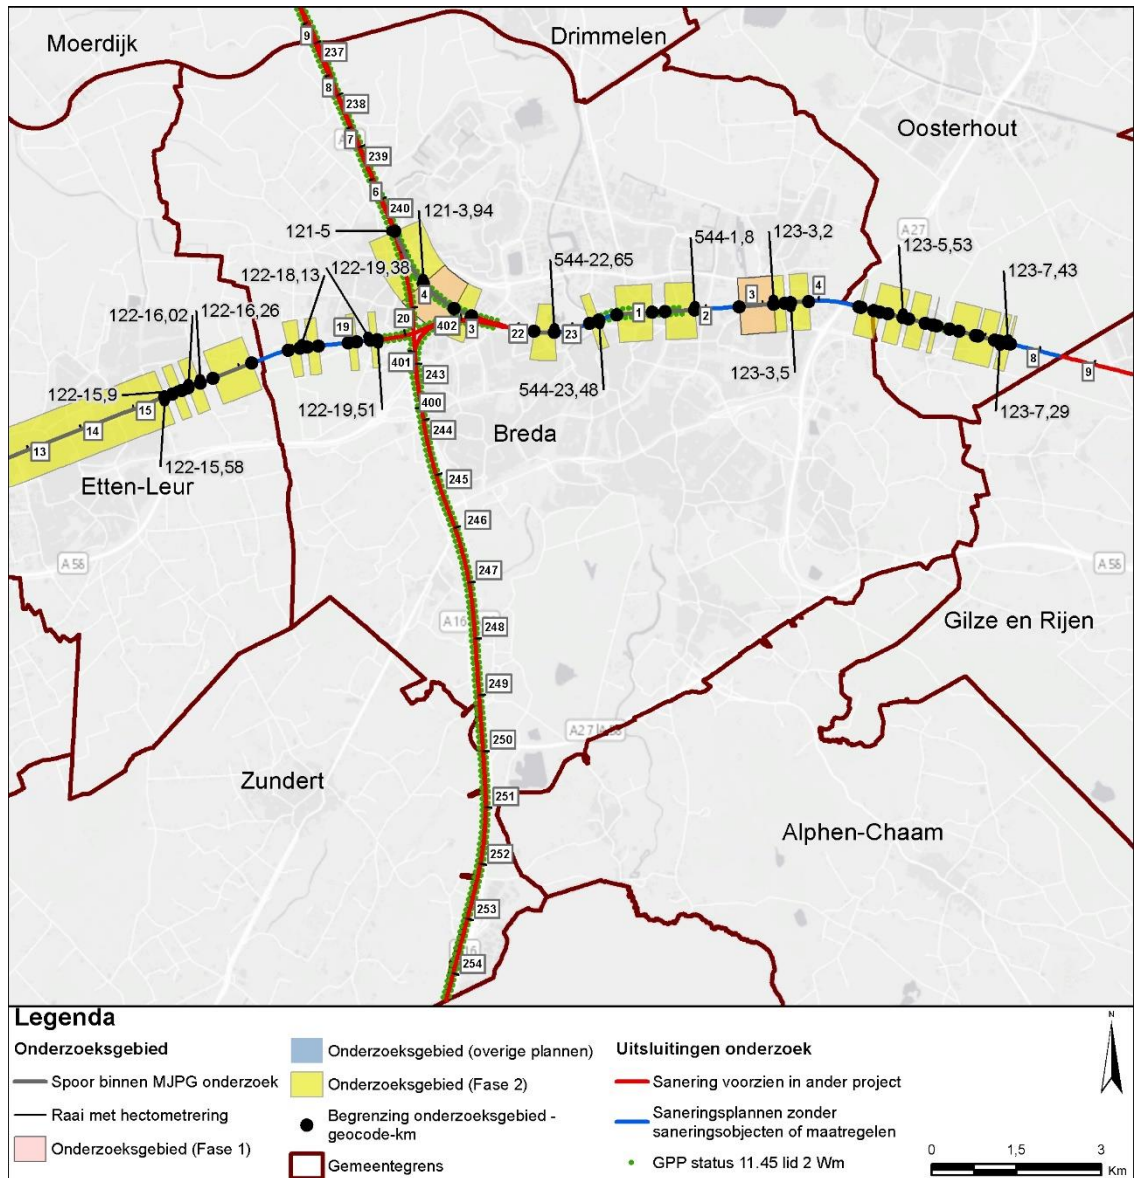 Moerdijk
Drimmelen
Oosterhout
9
237
8
238
7
239
6
240
121-5
121-3,94
A27
544-22,65
544-1,8
123-3,2
123-5,53
123-7,43
122-18,13
122-19,38
122-16,02
122-16,26
4
20
402
3
19
22
23
1
2
3
4
8
9
401
243
400
244
122-15,9
15
14
13
122-15,58
122-19,51
544-23,48
123-3,5
123-7,29
Etten-Leur
Breda
245
246
A 58
A 58
247
A 16
248
Gilze en Rijen
249
250
A 27
Zundert
251
Alphen-Chaam
252
253
254
Legenda
Onderzoeksgebied
Spoor binnen MJPG onderzoek
Raai met hectometrering
Onderzoeksgebied (Fase 1)
Onderzoeksgebied (overige plannen)
Onderzoeksgebied (Fase 2)
Begrenzing onderzoeksgebied -
geocode-km
Gemeentegrens
Uitsluitingen onderzoek
Sanering voorzien in ander project
Saneringsplannen zonder
saneringsobjecten of maatregelen
GPP status 11.45 lid 2 Wm
N
0 1,5 3
Km